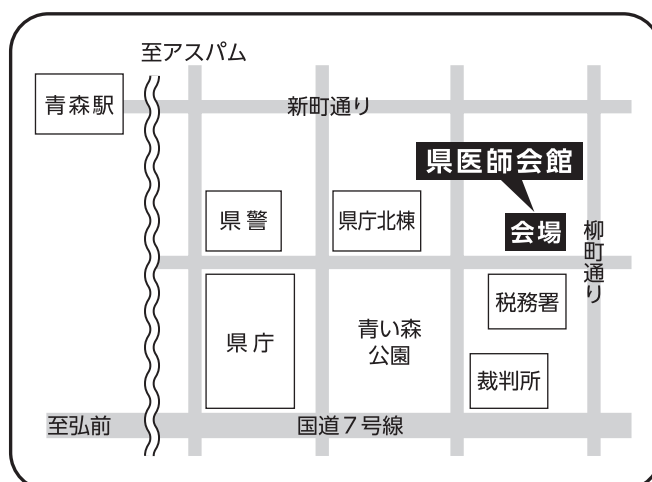 至アスパム
青森駅
新町通り
県医師会館
県警
県庁北棟
会場
柳町通り
税務署
県庁
青い森
公園
裁判所
至弘前
国道7号線